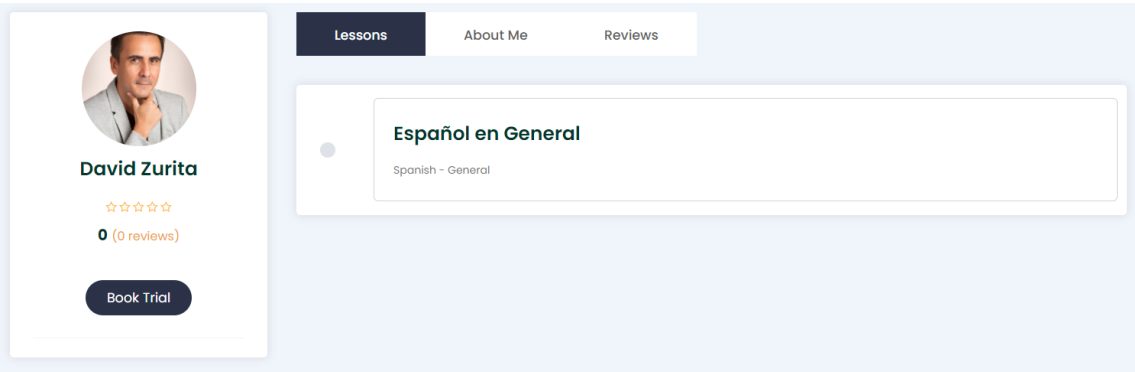 David Zurita
0 (0 reviews)
Book Trial
Lessons About Me Reviews
Español en General
Spanish - General